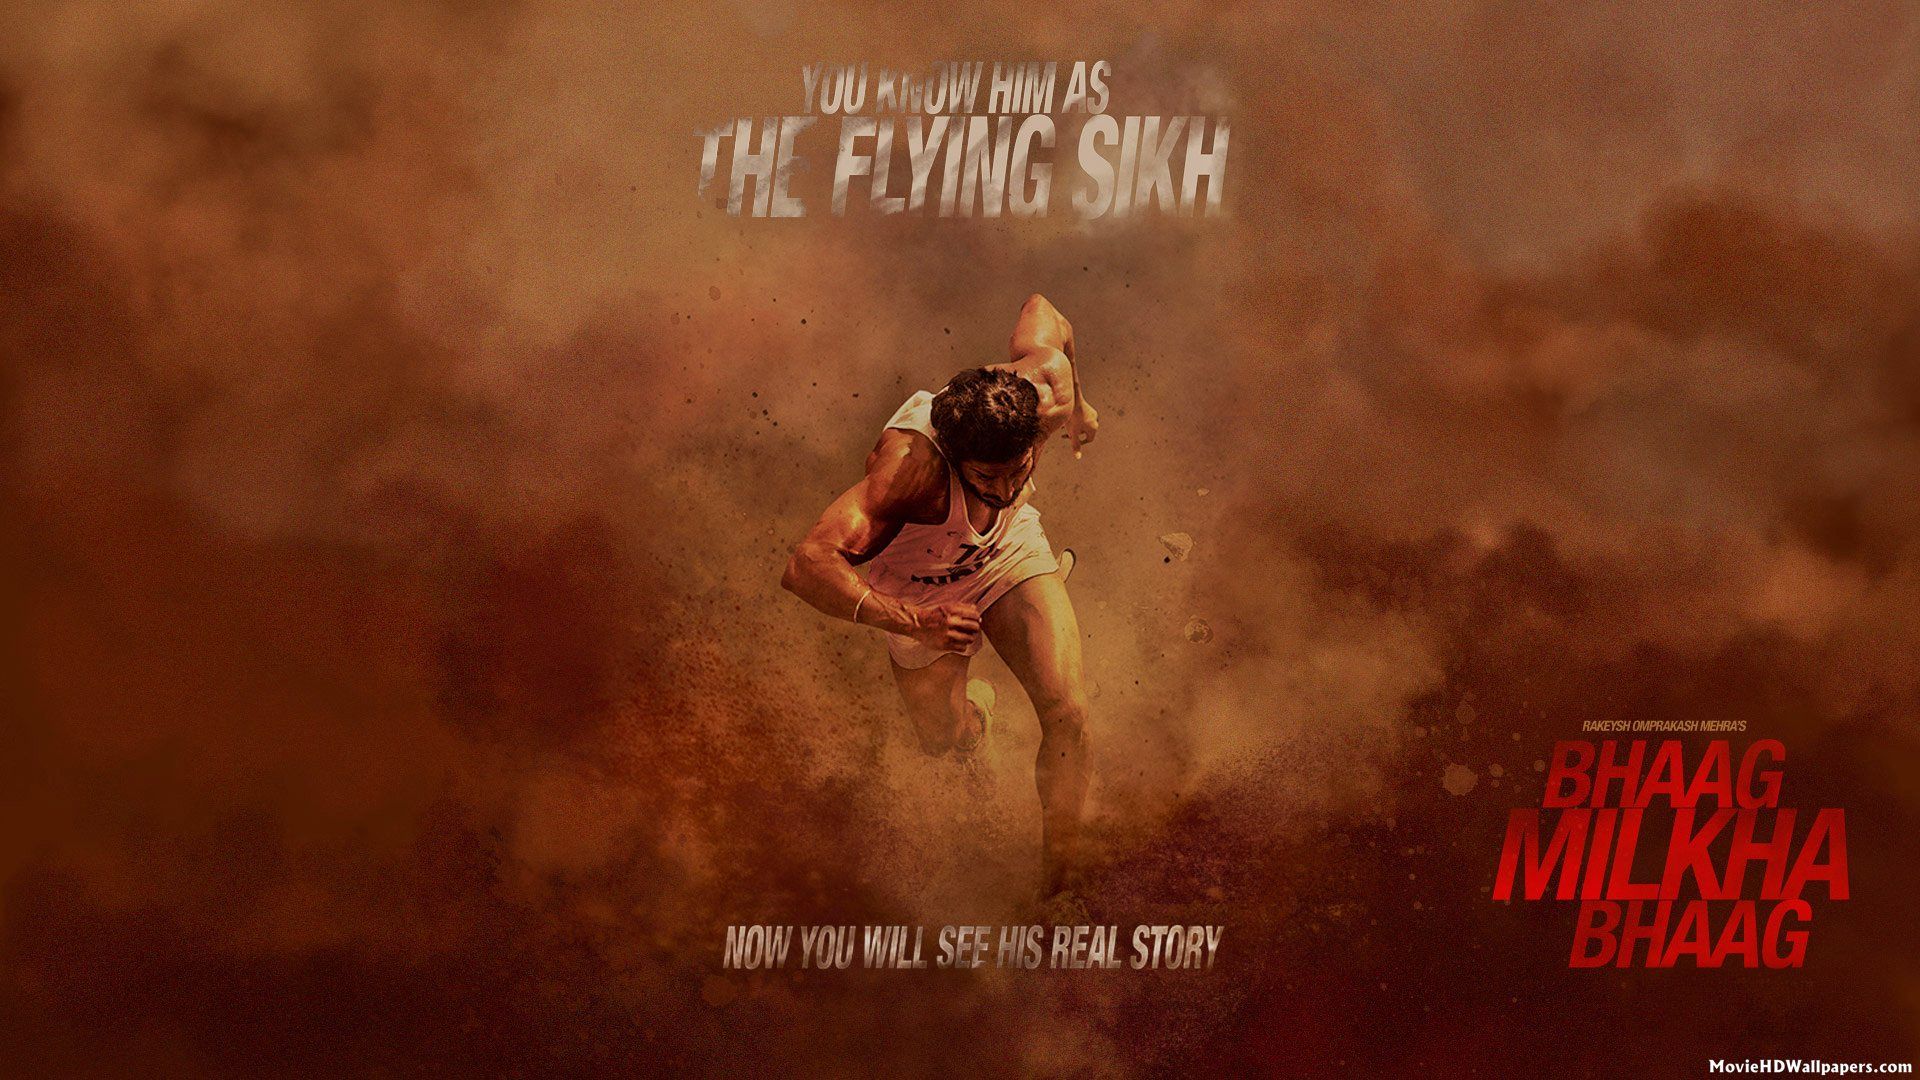 YOU KNOW HIM AS
THE FLYING SIKH
NOW YOU WILL SEE HIS REAL STORY
RAKEYSH OMPRAKASH MEHRA'S
BHAAG
MILKHA
BHAAG
MovieHDWallpapers.com